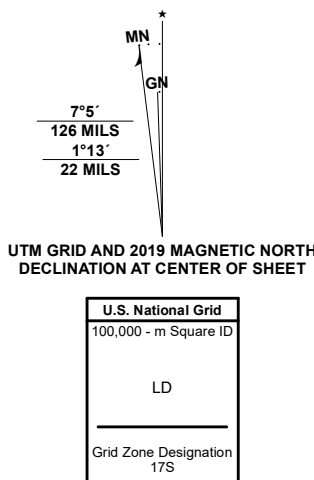 ★
MN
GN
7°5´
126 MILS
1°13´
22 MILS
UTM GRID AND 2019 MAGNETIC NORTH
DECLINATION AT CENTER OF SHEET
U.S. National Grid
100,000 - m Square ID
LD
Grid Zone Designation
17S